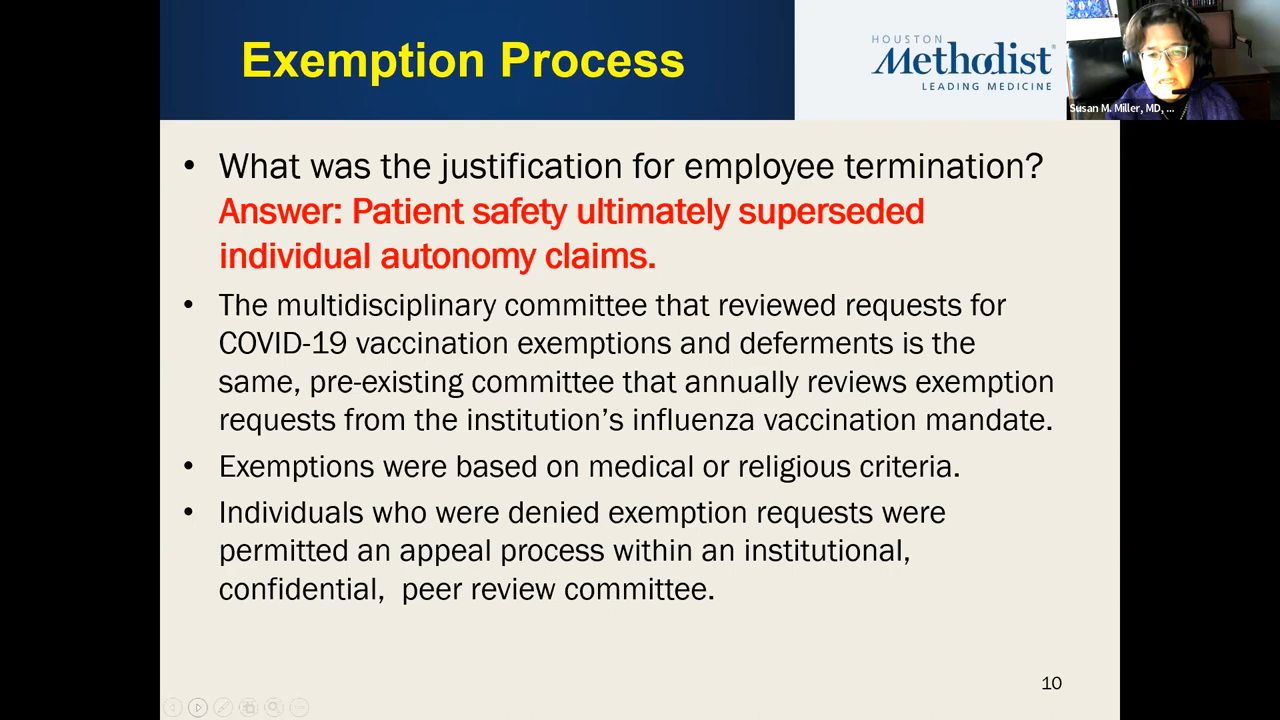 Exemption Process
HOUSTON
Methodist®
LEADING MEDICINE
Susan M. Miller, MD, ...
• What was the justification for employee termination?
Answer: Patient safety ultimately superseded
individual autonomy claims.
• The multidisciplinary committee that reviewed requests for
COVID-19 vaccination exemptions and deferments is the
same, pre-existing committee that annually reviews exemption
requests from the institution’s influenza vaccination mandate.
• Exemptions were based on medical or religious criteria.
• Individuals who were denied exemption requests were
permitted an appeal process within an institutional,
confidential,  peer review committee.
10